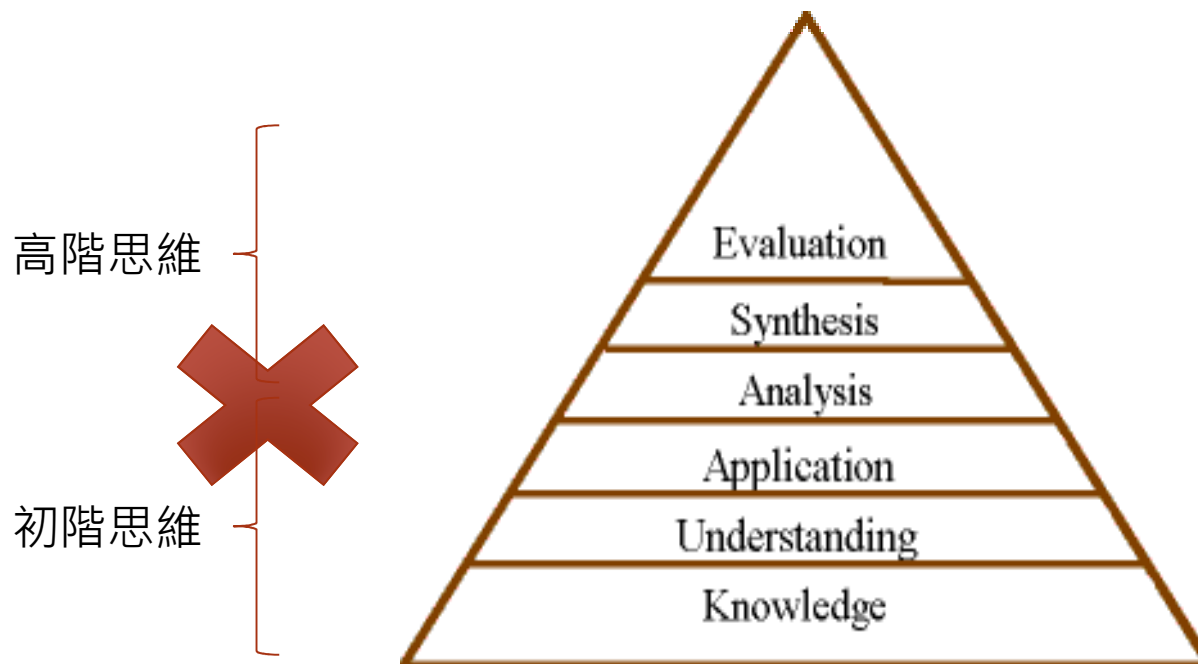 高階思維
初階思維
Evaluation
Synthesis
Analysis
Application
Understanding
Knowledge